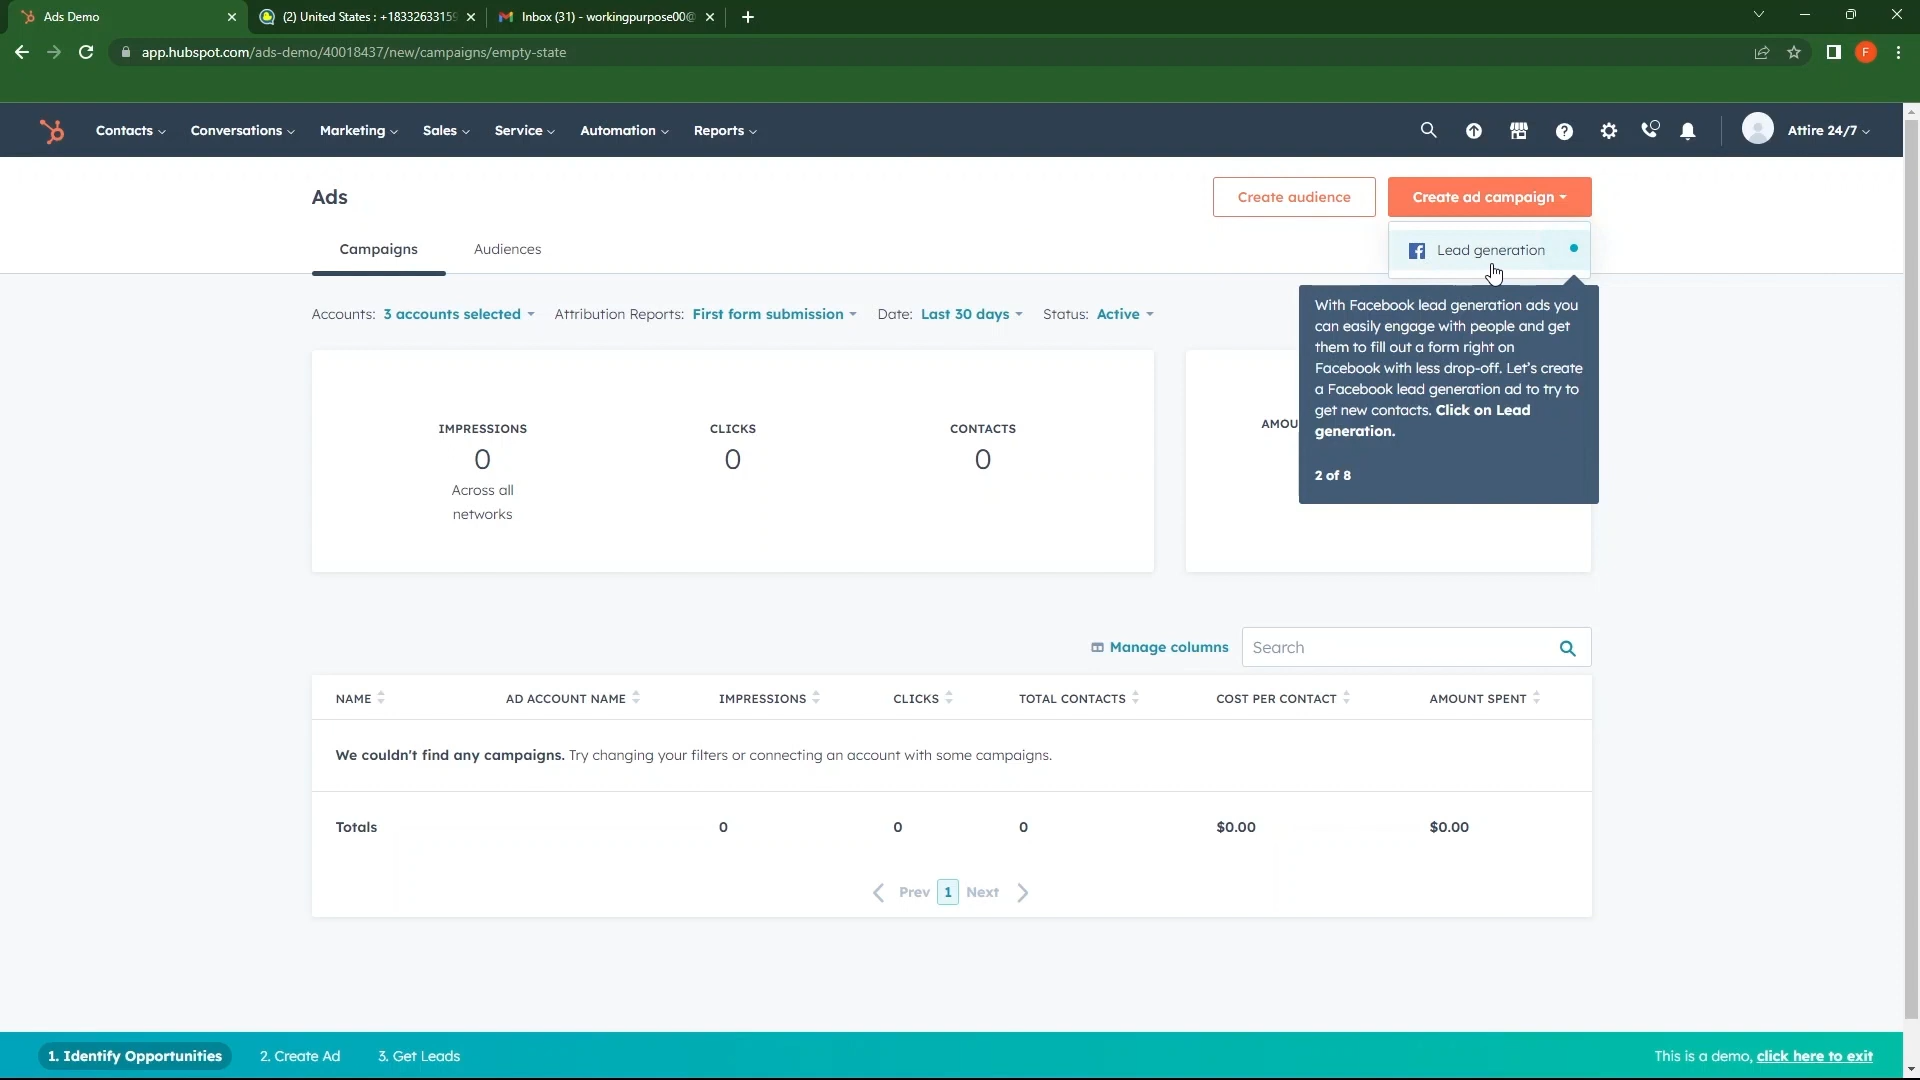 Ads Demo
(2) United States : +1833263315
Inbox (31) - workingpurpose00@
app.hubspot.com/ads-demo/40018437/new/campaigns/empty-state
F
Contacts
Conversations
Marketing
Sales
Service
Automation
Reports
Attire 24/7
Ads
Create audience
Create ad campaign
Campaigns
Audiences
Lead generation
Accounts: 3 accounts selected
Attribution Reports: First form submission
Date: Last 30 days
Status: Active
With Facebook lead generation ads you
can easily engage with people and get
them to fill out a form right on
Facebook with less drop-off. Let's create
a Facebook lead generation ad to try to
get new contacts. Click on Lead
generation.
2 of 8
IMPRESSIONS
0
Across all
networks
CLICKS
0
CONTACTS
0
AMOU
Manage columns
Search
NAME
AD ACCOUNT NAME
IMPRESSIONS
CLICKS
TOTAL CONTACTS
COST PER CONTACT
AMOUNT SPENT
We couldn't find any campaigns. Try changing your filters or connecting an account with some campaigns.
Totals
0
0
0
$0.00
$0.00
Prev
1
Next
1. Identify Opportunities
2. Create Ad
3. Get Leads
This is a demo, click here to exit